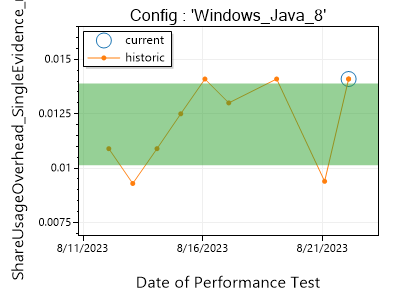 Config : 'Windows_Java_8'
current
historic
ShareUsageOverhead_SingleEvidence_
0.015
0.0125
0.01
0.0075
8/11/2023
8/16/2023
8/21/2023
Date of Performance Test